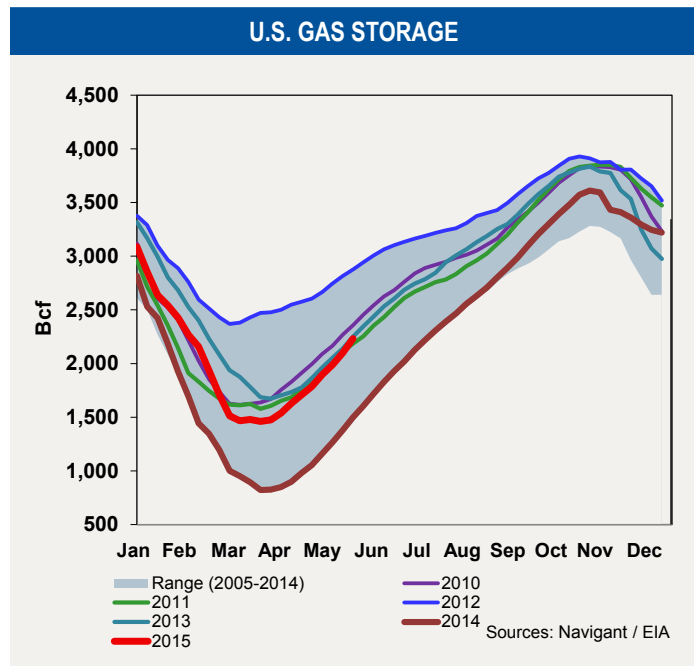 U.S. GAS STORAGE
4,500
4,000
3,500
3,000
2,500
2,000
1,500
1,000
500
Bcf
Jan Feb Mar Apr May Jun Jul Aug Sep Oct Nov Dec
Range (2005-2014) 2010
2011 2012
2013 2014
2015 Sources: Navigant / EIA